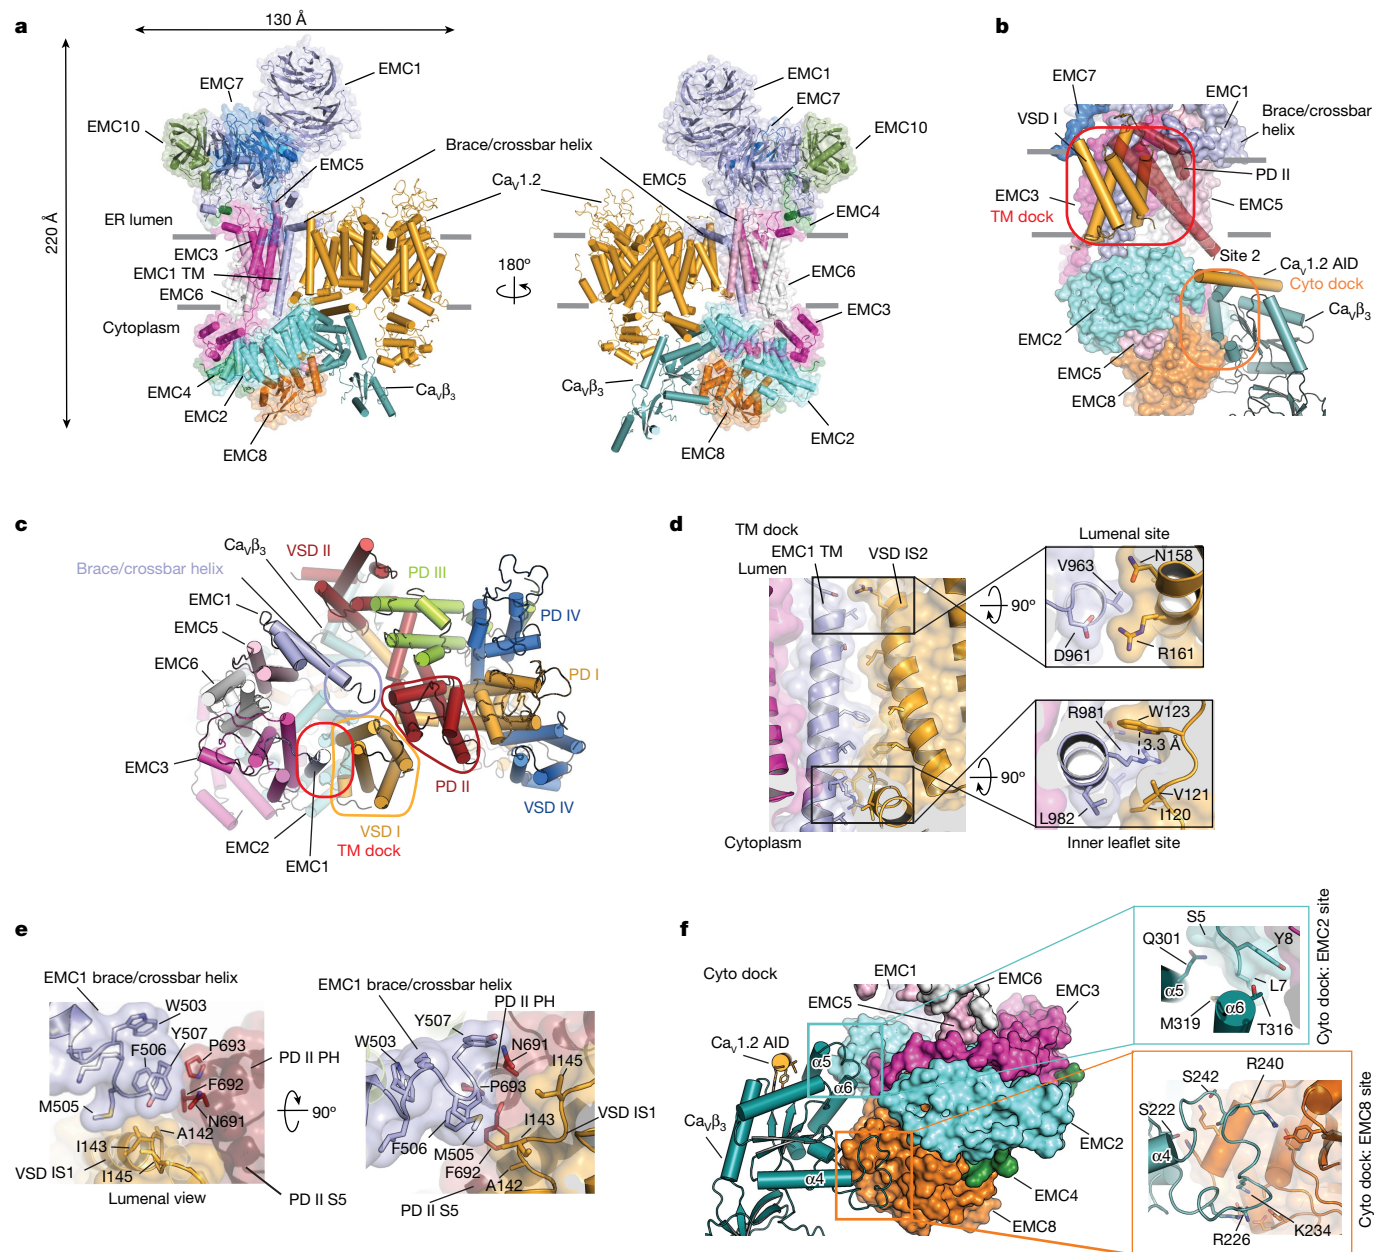 a
130 Å
220 Å
EMC1
EMC7
EMC10
EMC5
Brace/crossbar helix
CaV1.2
ER lumen
EMC3
EMC1 TM
EMC6
Cytoplasm
EMC4
EMC2
EMC8
CaVβ3
180°
EMC1
EMC7
EMC10
EMC5
EMC4
EMC6
EMC3
CaVβ3
EMC2
EMC8
b
EMC7
EMC1
VSD I
Brace/crossbar
helix
PD II
EMC3
TM dock
EMC5
Site 2
CaV1.2 AID
Cyto dock
CaVβ3
EMC2
EMC5
EMC8
c
CaVβ3
VSD II
Brace/crossbar helix
PD III
EMC1
PD IV
EMC5
EMC6
PD I
EMC3
PD II
VSD IV
VSD I
EMC2
TM dock
EMC1
d
TM dock
EMC1 TM
VSD IS2
Lumen
Lumenal site
N158
V963
90°
D961
R161
R981
W123
3.3 Å
90°
V121
L982
I120
Cytoplasm
Inner leaflet site
e
EMC1 brace/crossbar helix
W503
Y507
F506
P693
PD II PH
F692
M505
N691
I143
A142
VSD IS1
I145
Lumenal view
PD II S5
90°
EMC1 brace/crossbar helix
PD II PH
Y507
W503
N691
I145
P693
I143
VSD IS1
F506
M505
F692
A142
PD II S5
f
Cyto dock
EMC1
EMC6
EMC5
EMC3
CaV1.2 AID
α5
α6
CaVβ3
α4
EMC2
EMC4
EMC8
S5
Q301
Y8
α5
L7
α6
M319
T316
Cyto dock: EMC2 site
R240
S242
S222
α4
K234
R226
Cyto dock: EMC8 site